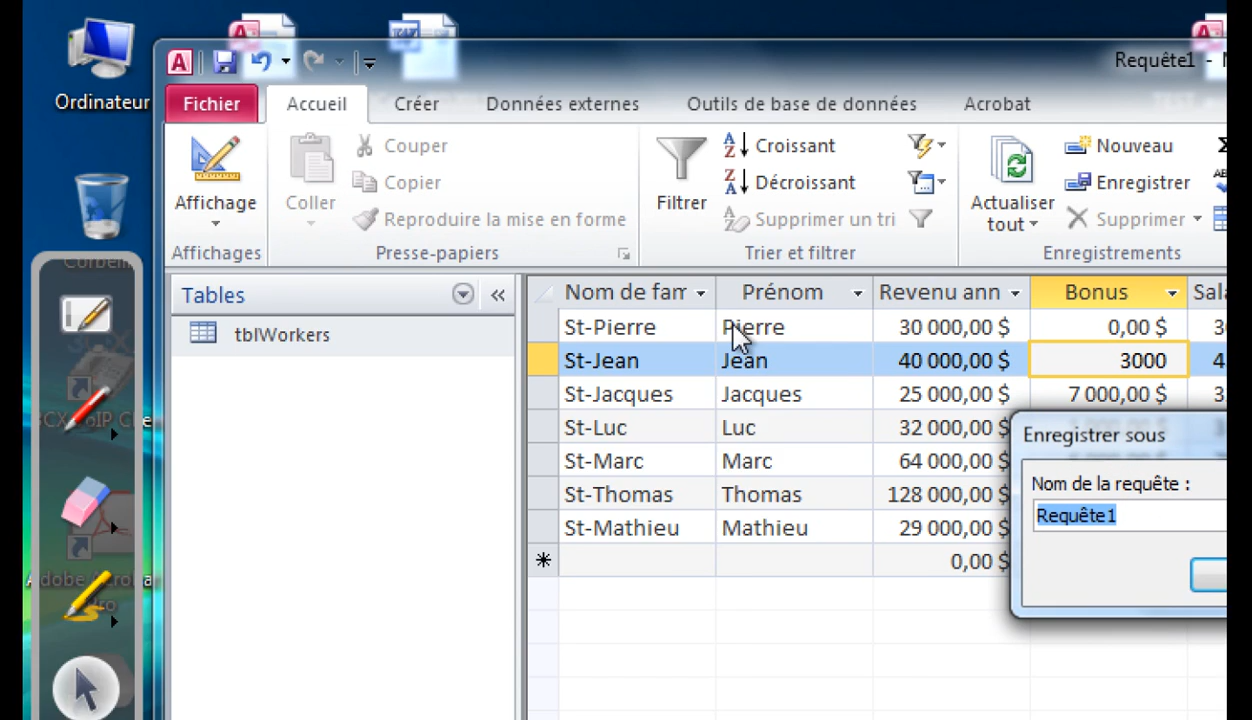 Ordinateur
Requête1 -
Fichier Accueil Créer Données externes Outils de base de données Acrobat
Couper
Copier
Reproduire la mise en forme
Affichage
Coller
Filtrer
Croissant
Décroissant
Supprimer un tri
Actualiser
tout
Nouveau
Enregistrer
Supprimer
Affichages Presse-papiers Trier et filtrer Enregistrements
Tables
tblWorkers
Nom de fam Prénom Revenu ann Bonus Sala
St-Pierre Pierre 30 000,00 $ 0,00 $
St-Jean Jean 40 000,00 $ 3000 4
St-Jacques Jacques 25 000,00 $ 7 000,00 $ 3
St-Luc Luc 32 000,00 $
St-Marc Marc 64 000,00 $
St-Thomas Thomas 128 000,00 $
St-Mathieu Mathieu 29 000,00 $
* 0,00 $
Enregistrer sous
Nom de la requête :
Requête1